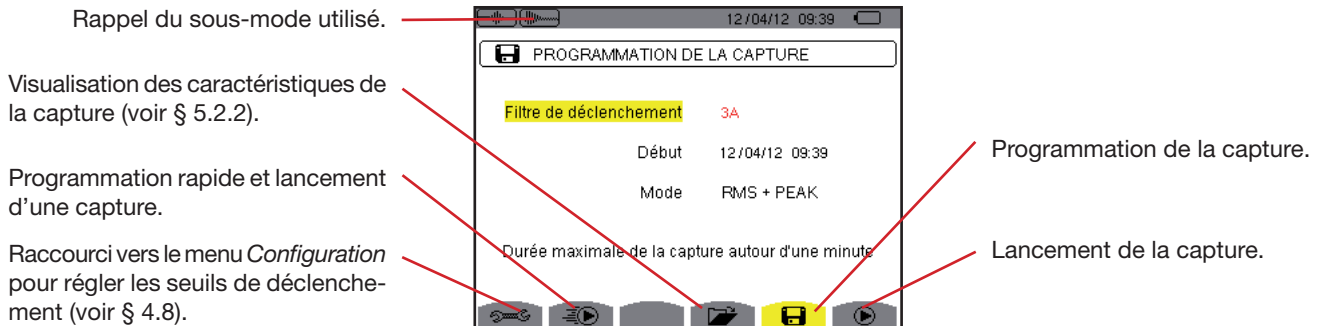 Rappel du sous-mode utilisé.
Visualisation des caractéristiques de
la capture (voir § 5.2.2).
Programmation rapide et lancement
d'une capture.
Raccourci vers le menu Configuration
pour régler les seuils de déclenche-
ment (voir § 4.8).
12/04/12 09:39
PROGRAMMATION DE LA CAPTURE
Filtre de déclenchement 3A
Début 12/04/12 09:39
Mode RMS + PEAK
Durée maximale de la capture autour d'une minute
Programmation de la capture.
Lancement de la capture.